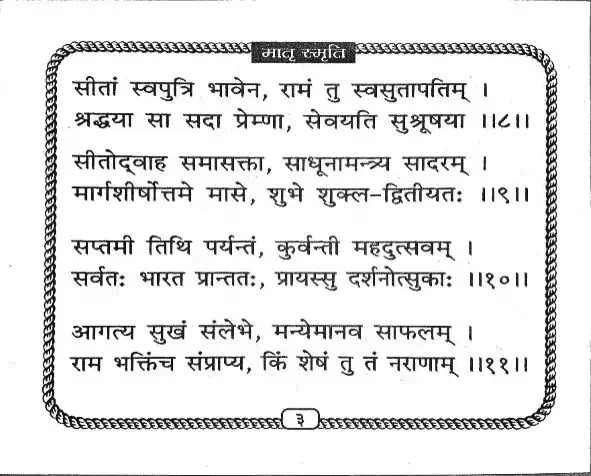 मातृ स्मृति
सीतां स्वपुत्रि भावेन, रामं तु स्वसुतापतिम् ।
श्रद्धया सा सदा प्रेम्णा, सेवयति सुश्रूषया ।।८।।
सीतोद्वाह समासक्ता, साधूनामन्त्र्य सादरम् ।
मार्गशीर्षोत्तमे मासे, शुभे शुक्ल-द्वितीयतः ।।९।।
सप्तमी तिथि पर्यन्तं, कुर्वन्ती महदुत्सवम् ।
सर्वतः भारत प्रान्ततः, प्रायस्सु दर्शनोत्सुकाः ।।१०।।
आगत्य सुखं संलेभे, मन्येमानव साफलम् ।
राम भक्तिंच संप्राप्य, किं शेषं तु तं नराणाम् ।।११।।
३